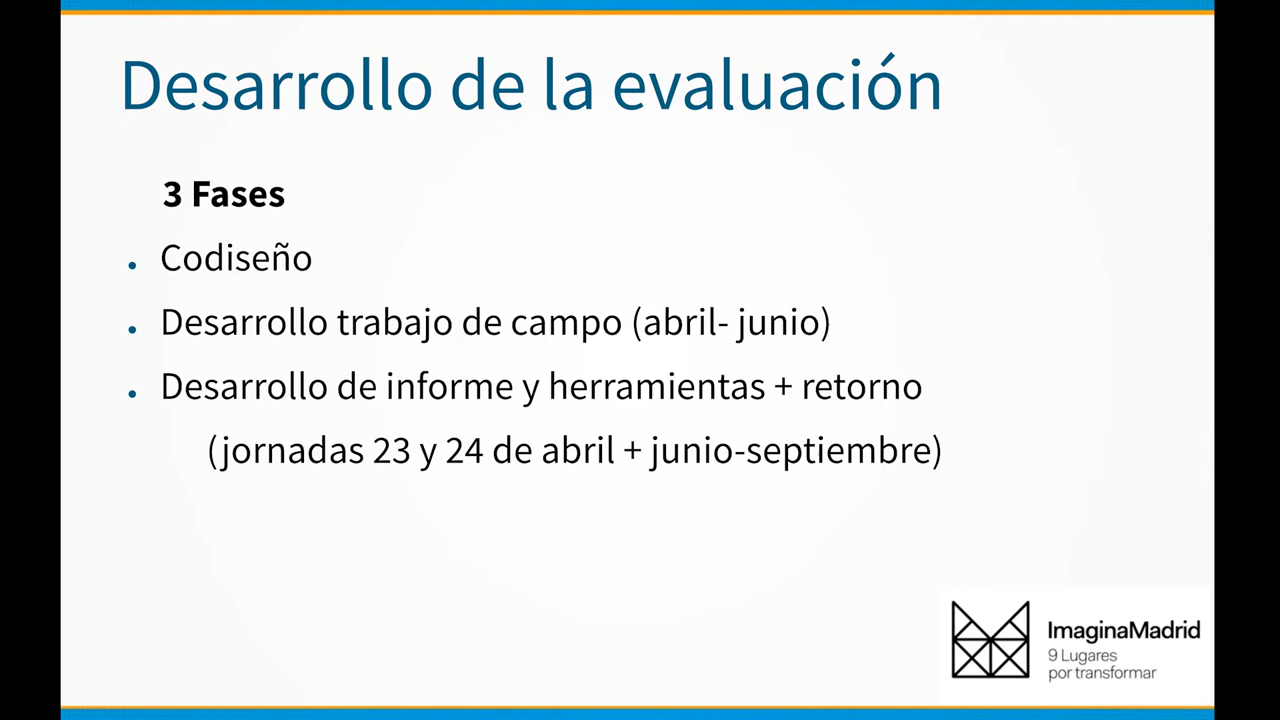 Desarrollo de la evaluación
3 Fases
• Codiseño
• Desarrollo trabajo de campo (abril- junio)
• Desarrollo de informe y herramientas + retorno
(jornadas 23 y 24 de abril + junio-septiembre)
ImaginaMadrid
9 Lugares
por transformar